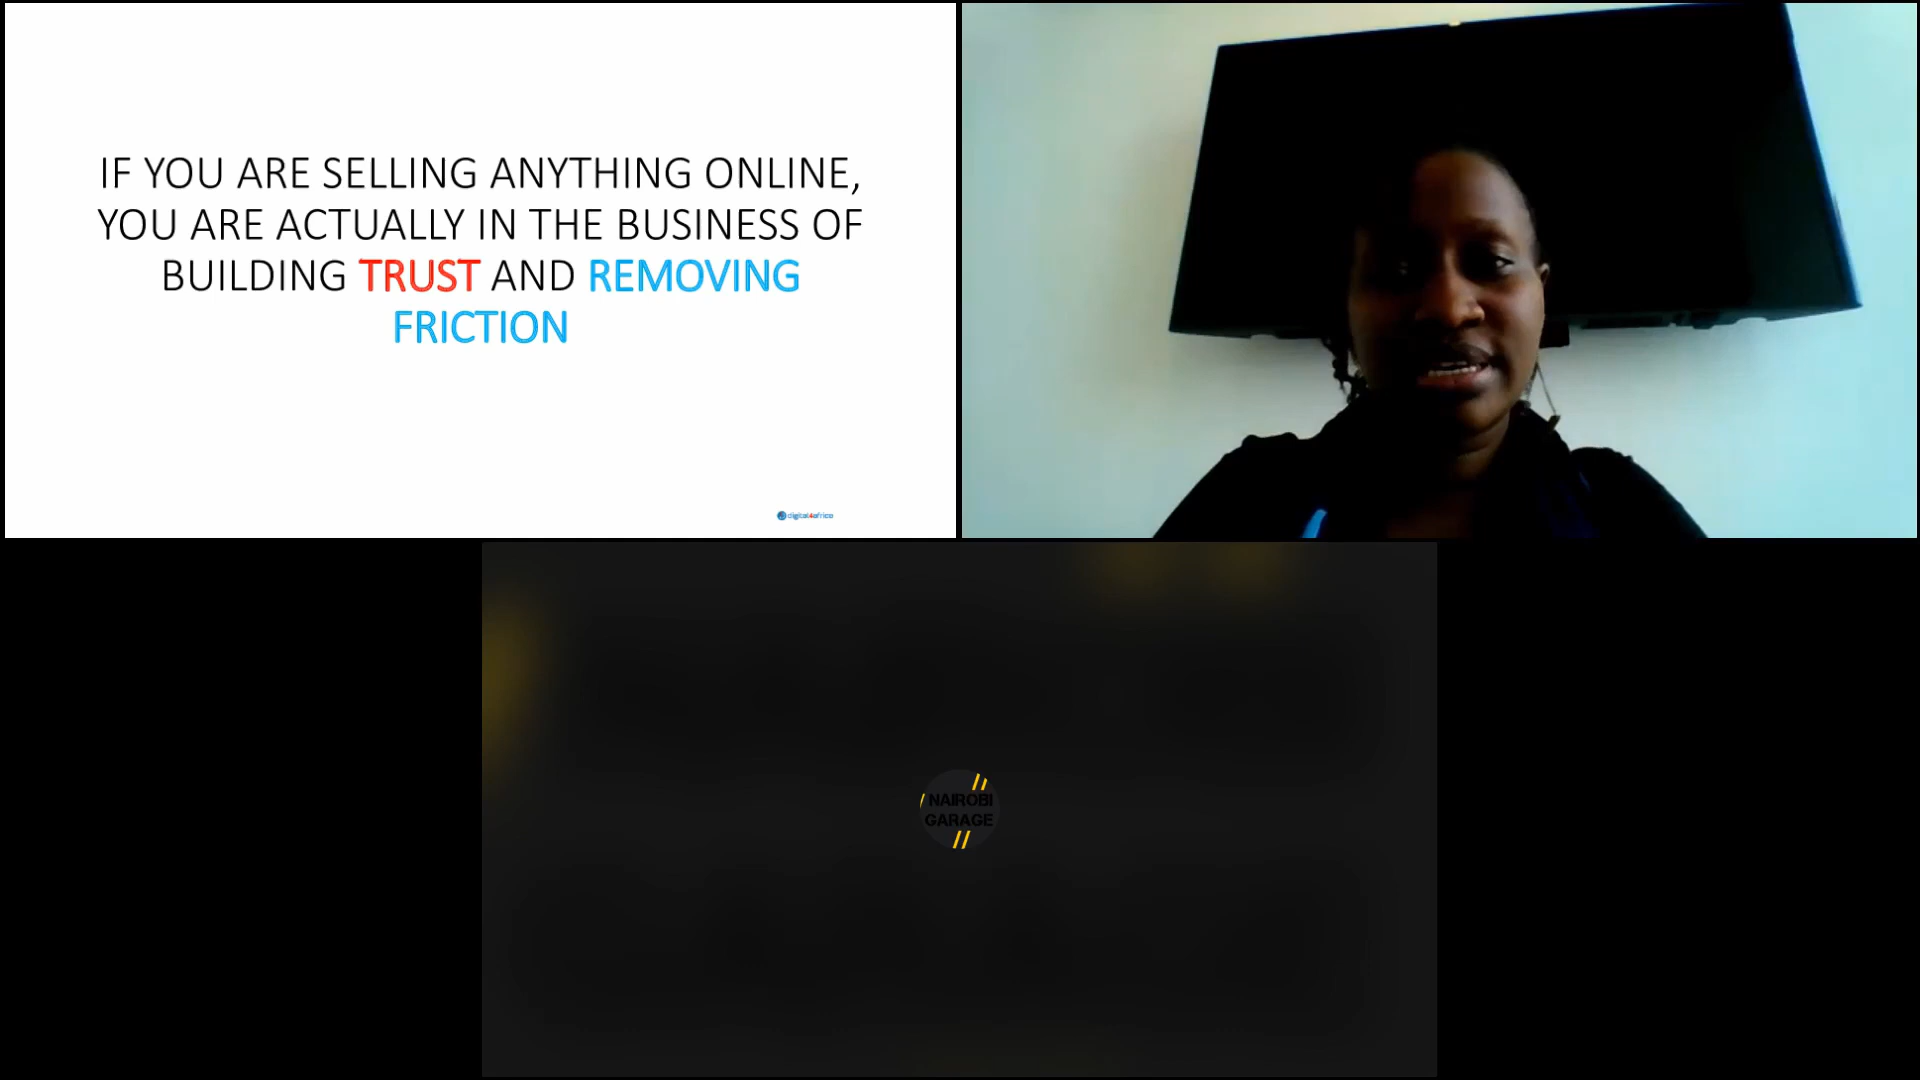 IF YOU ARE SELLING ANYTHING ONLINE,
YOU ARE ACTUALLY IN THE BUSINESS OF
BUILDING TRUST AND REMOVING
FRICTION
digital4africa
NAIROBI
GARAGE